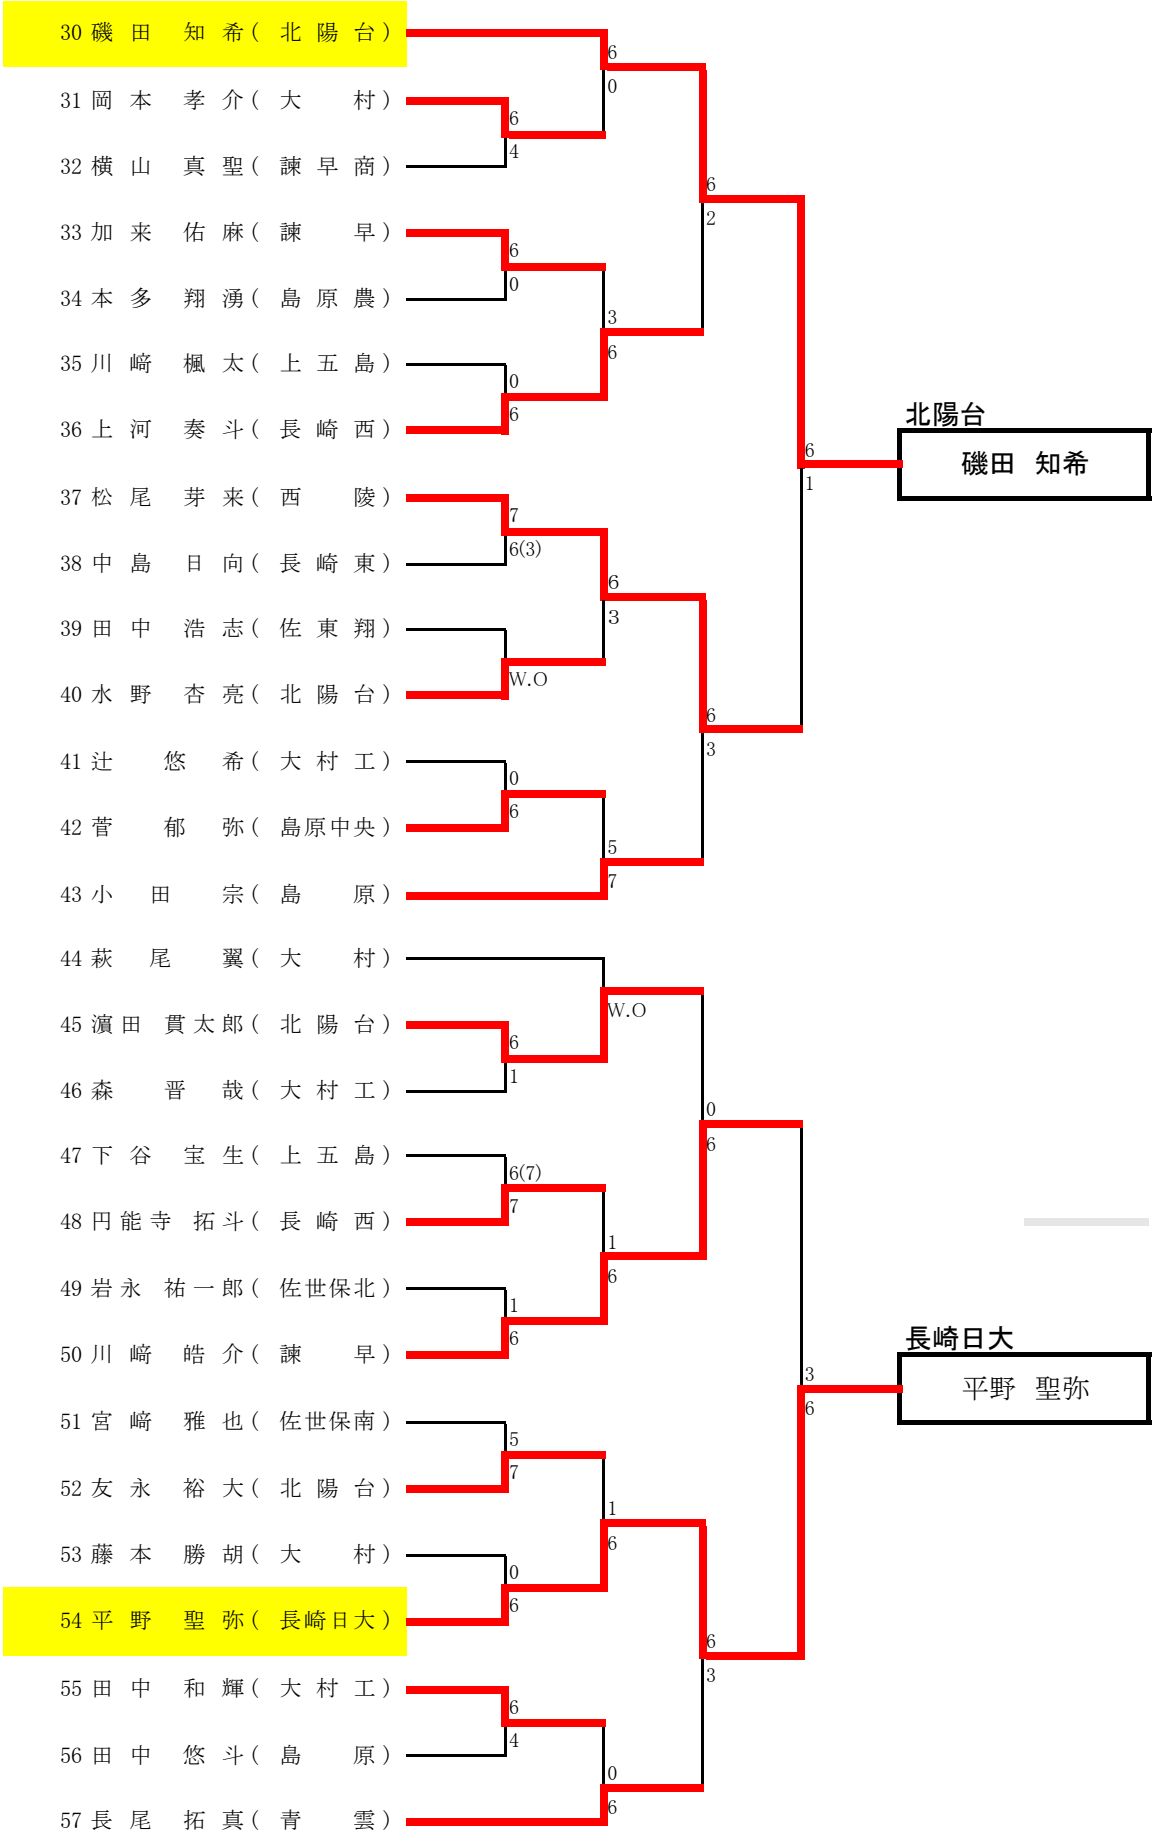 30 磯田 知希(北陽台)
6
0
31 岡本 孝介(大村)
6
4
32 横山 真聖(諫早商)
6
2
33 加来 佑麻(諫早)
6
0
34 本多 翔湧(島原農)
3
6
35 川﨑 楓太(上五島)
0
6
36 上河 奏斗(長崎西)
北陽台
磯田 知希
6
1
37 松尾 芽来(西陵)
7
6(3)
38 中島 日向(長崎東)
6
3
39 田中 浩志(佐東翔)
W.O
40 水野 杏亮(北陽台)
6
3
41 辻 悠希(大村工)
0
6
42 菅 郁弥(島原中央)
5
7
43 小田 宗(島原)
44 萩尾 翼(大村)
W.O
45 濵田 貫太郎(北陽台)
6
1
46 森 晋哉(大村工)
0
6
47 下谷 宝生(上五島)
6(7)
7
48 円能寺 拓斗(長崎西)
1
6
49 岩永 祐一郎(佐世保北)
1
6
50 川﨑 皓介(諫早)
長崎日大
平野 聖弥
3
6
51 宮﨑 雅也(佐世保南)
5
7
52 友永 裕大(北陽台)
1
6
53 藤本 勝胡(大村)
0
6
54 平野 聖弥(長崎日大)
6
3
55 田中 和輝(大村工)
6
4
56 田中 悠斗(島原)
0
6
57 長尾 拓真(青雲)